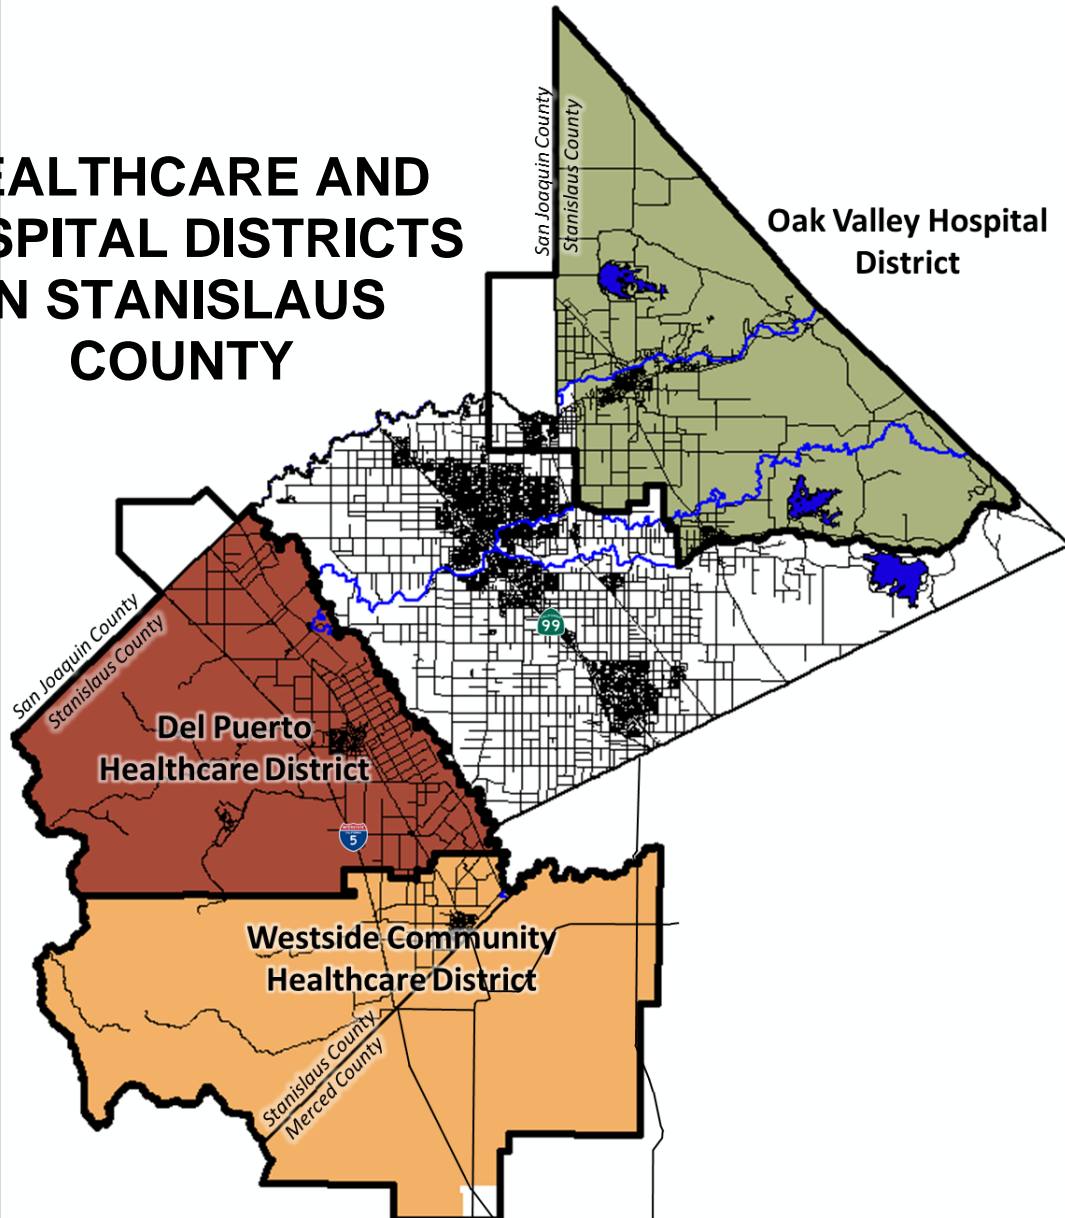 EALTHCARE AND
SPITAL DISTRICTS
N STANISLAUS
COUNTY
San Joaquin County
Stanislaus County
Oak Valley Hospital
District
99
San Joaquin County
Stanislaus County
Del Puerto
Healthcare District
5
Westside Community
Healthcare District
Stanislaus County
Merced County